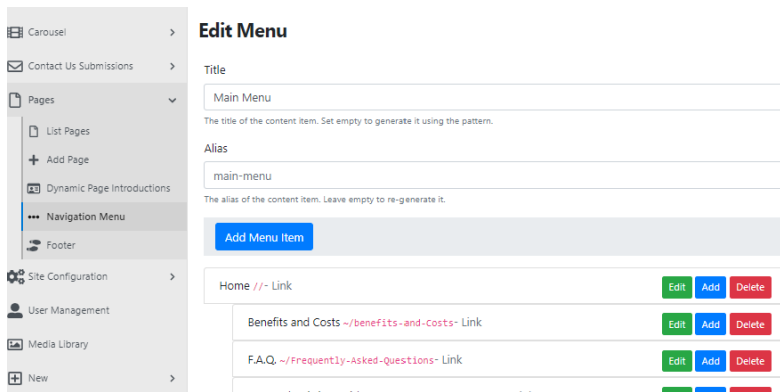 Carousel
Contact Us Submissions
Pages
List Pages
Add Page
Dynamic Page Introductions
Navigation Menu
Footer
Site Configuration
User Management
Media Library
New
Edit Menu
Title
Main Menu
The title of the content item. Set empty to generate it using the pattern.
Alias
main-menu
The alias of the content item. Leave empty to re-generate it.
Add Menu Item
Home //- Link Edit Add Delete
Benefits and Costs ~/benefits-and-Costs- Link Edit Add Delete
F.A.Q. ~/Frequently-Asked-Questions- Link Edit Add Delete